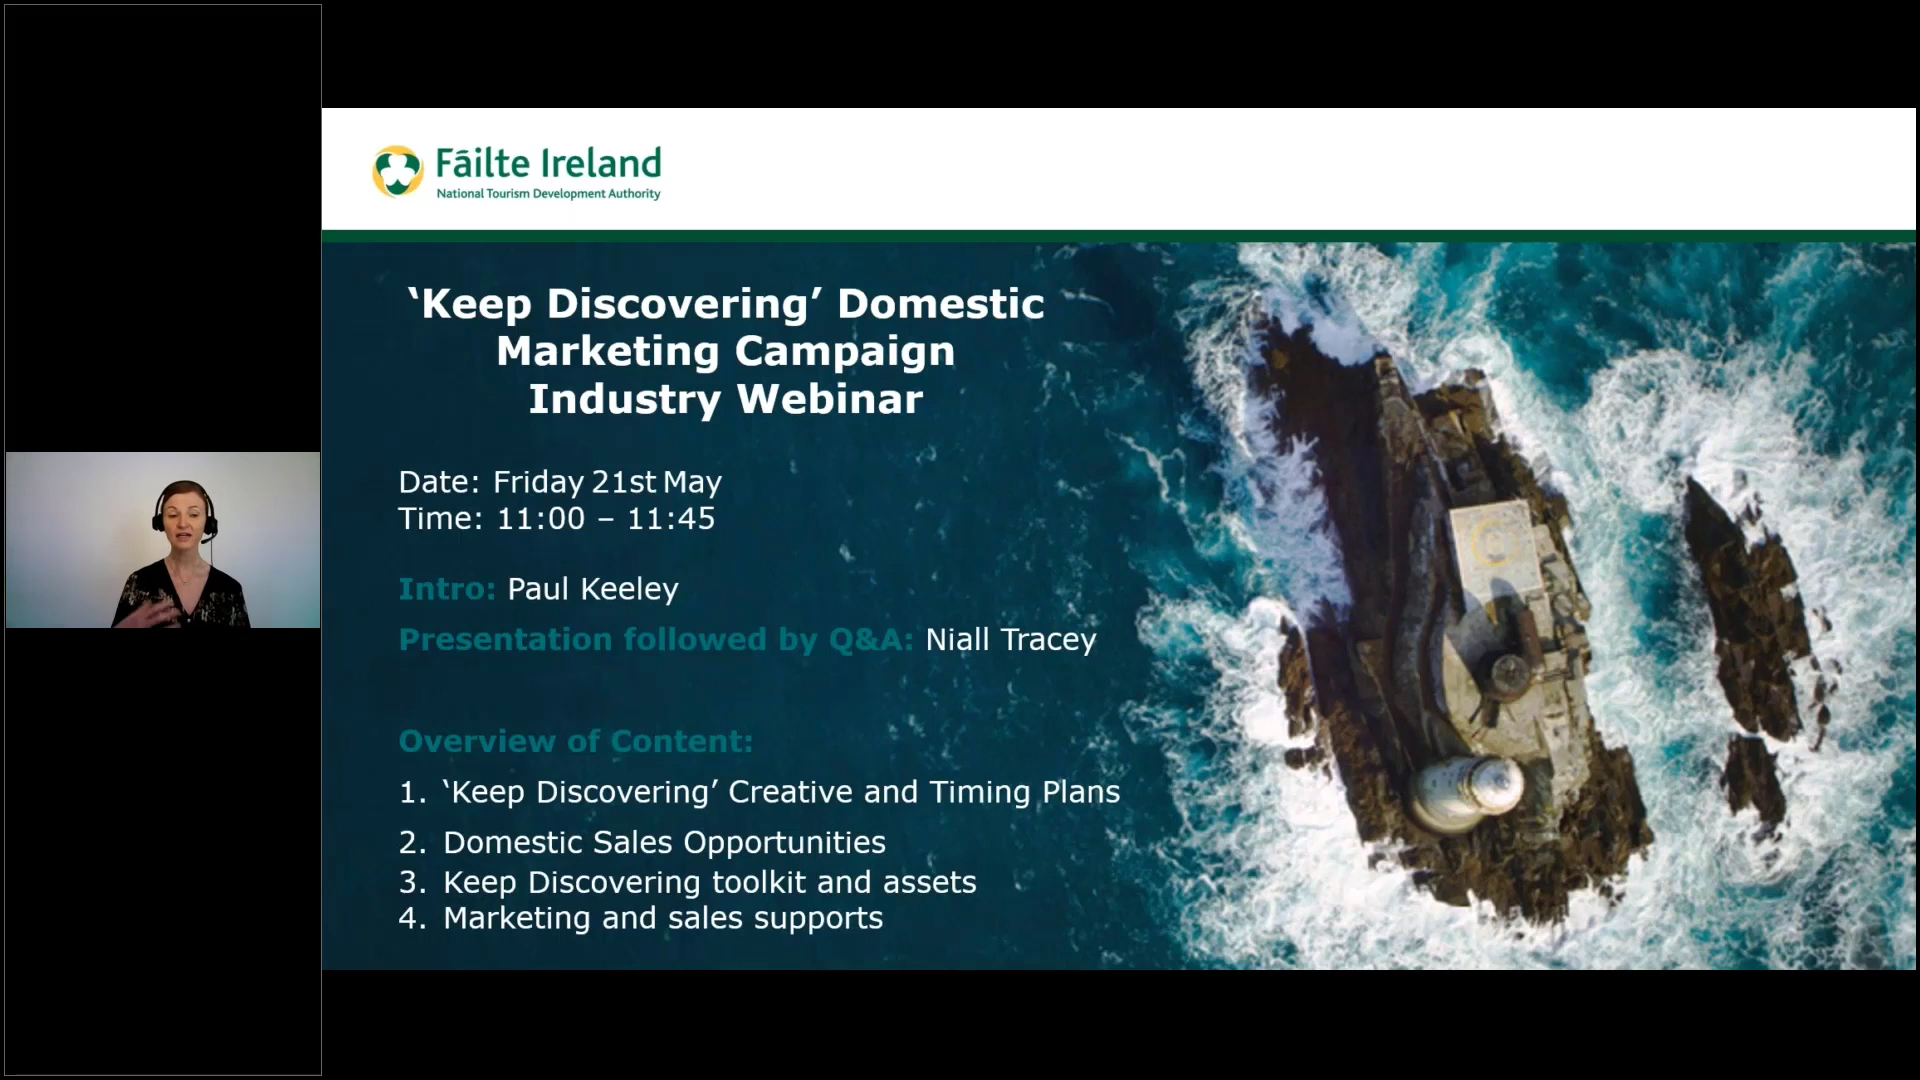 Fáilte Ireland
National Tourism Development Authority
‘Keep Discovering’ Domestic
Marketing Campaign
Industry Webinar
Date: Friday 21st May
Time: 11:00 – 11:45
Intro: Paul Keeley
Presentation followed by Q&A: Niall Tracey
Overview of Content:
1. ‘Keep Discovering’ Creative and Timing Plans
2. Domestic Sales Opportunities
3. Keep Discovering toolkit and assets
4. Marketing and sales supports